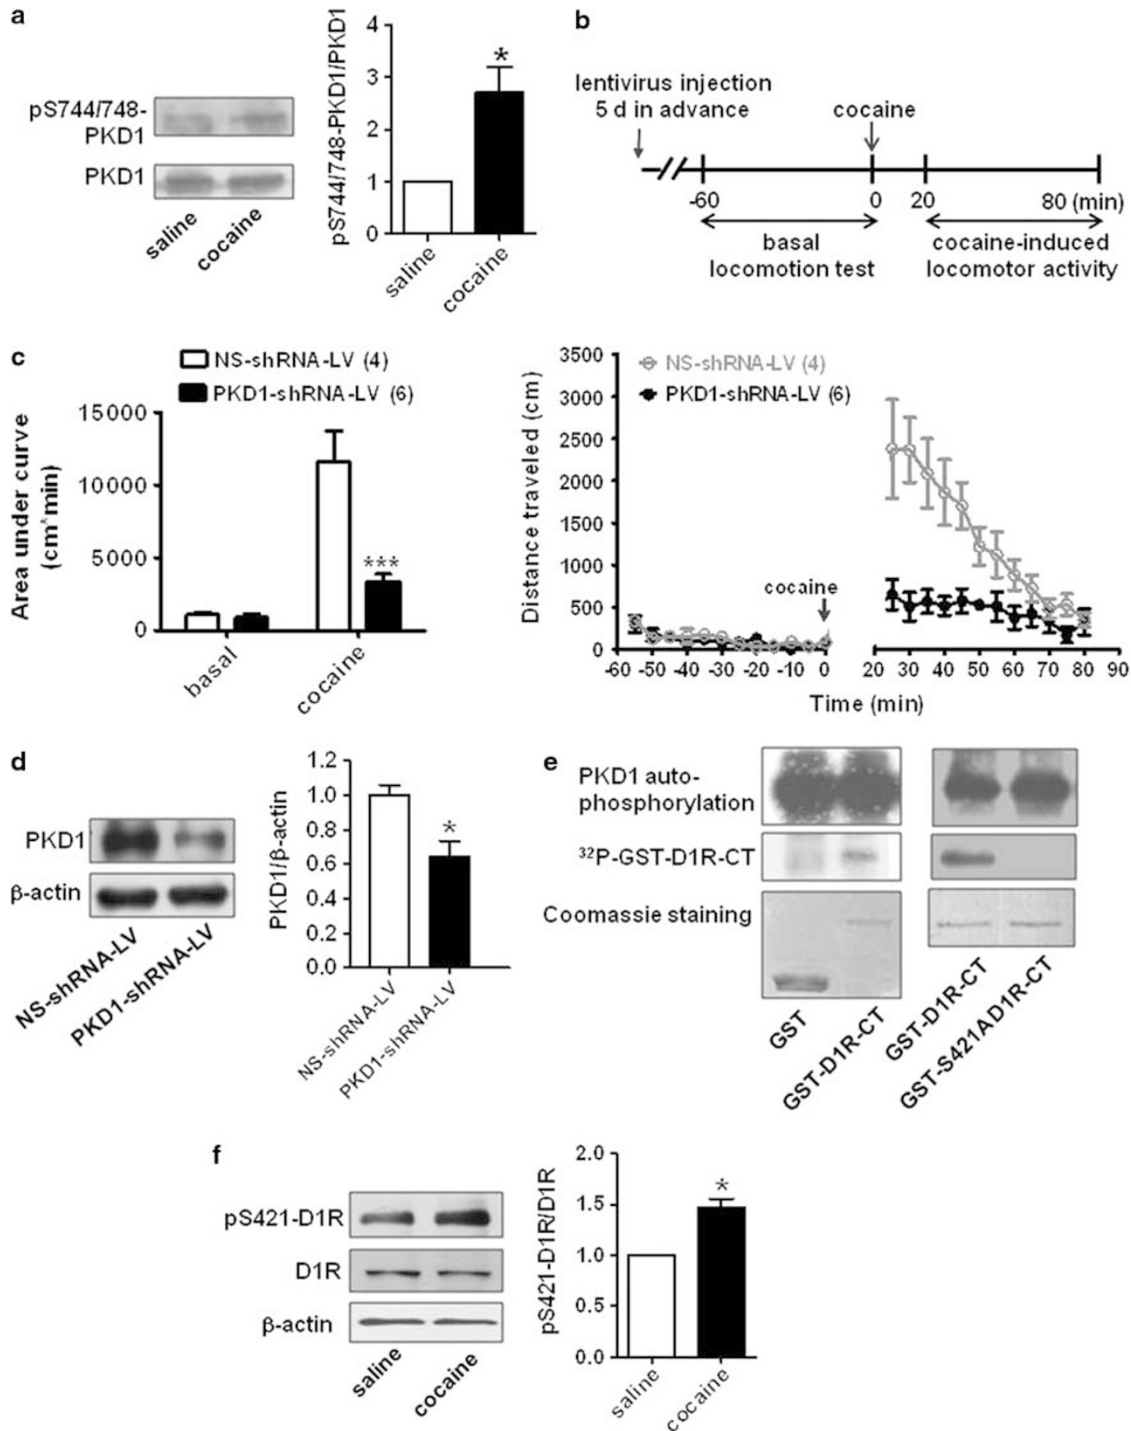 a
pS744/748-
PKD1
PKD1
saline
cocaine
pS744/748-PKD1/PKD1
4
3
2
1
0
*
saline
cocaine
b
lentivirus injection
5 d in advance
cocaine
-60
0
20
80 (min)
basal
locomotion test
cocaine-induced
locomotor activity
c
NS-shRNA-LV (4)
PKD1-shRNA-LV (6)
Area under curve
(cm*min)
15000
10000
5000
0
***
basal
cocaine
NS-shRNA-LV (4)
PKD1-shRNA-LV (6)
Distance traveled (cm)
3500
3000
2500
2000
1500
1000
500
0
cocaine
-60 -50 -40 -30 -20 -10 0
20 30 40 50 60 70 80 90
Time (min)
d
PKD1
β-actin
NS-shRNA-LV
PKD1-shRNA-LV
PKD1/β-actin
1.2
1.0
0.8
0.6
0.4
0.2
0.0
*
NS-shRNA-LV
PKD1-shRNA-LV
e
PKD1 auto-
phosphorylation
³²P-GST-D1R-CT
Coomassie staining
GST
GST-D1R-CT
GST-D1R-CT
GST-S421AD1R-CT
f
pS421-D1R
D1R
β-actin
saline
cocaine
pS421-D1R/D1R
2.0
1.5
1.0
0.5
0.0
*
saline
cocaine